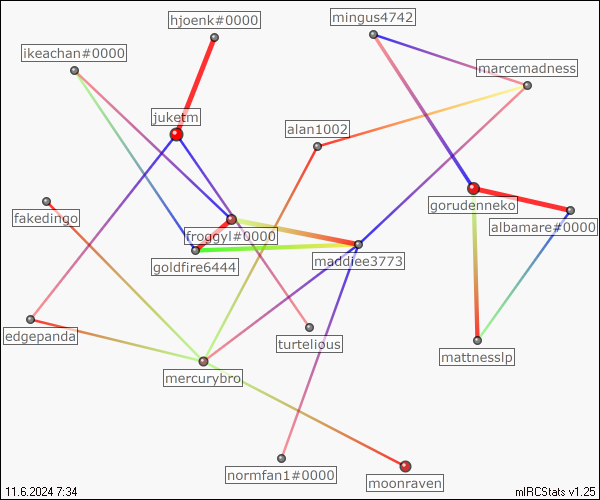 hjoenk#0000
mingus4742
ikeachan#0000
marcemadness
juketm
alan1002
fakedingo
gorudenneko
albamare#0000
froggyl#0000
goldfire6444
maddiee3773
edgepanda
turtelious
mattnesslp
mercurybro
normfan1#0000
moonraven
11.6.2024 7:34
mIRCStats v1.25